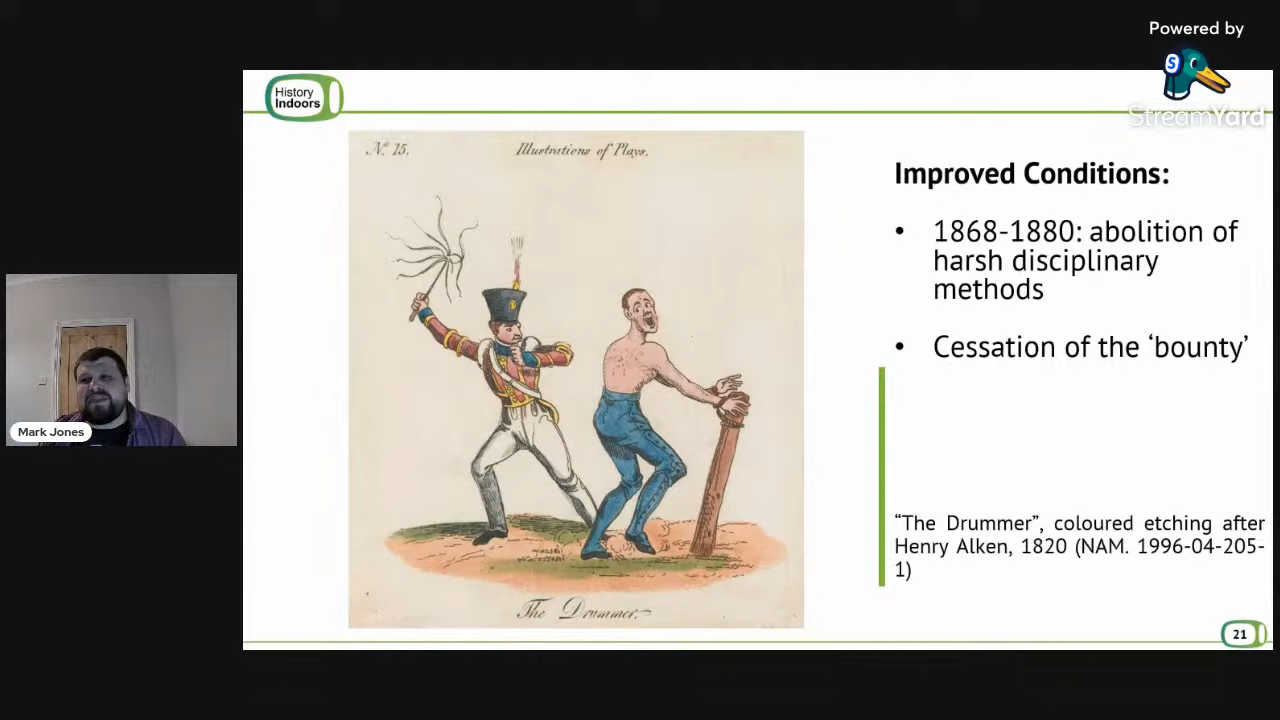 Powered by
StreamYard
History
Indoors
Nº 15.
Illustrations of Plays.
Improved Conditions:
• 1868-1880: abolition of
harsh disciplinary
methods
• Cessation of the ‘bounty’
Mark Jones
“The Drummer”, coloured etching after
Henry Alken, 1820 (NAM. 1996-04-205-
1)
The Drummer.
21